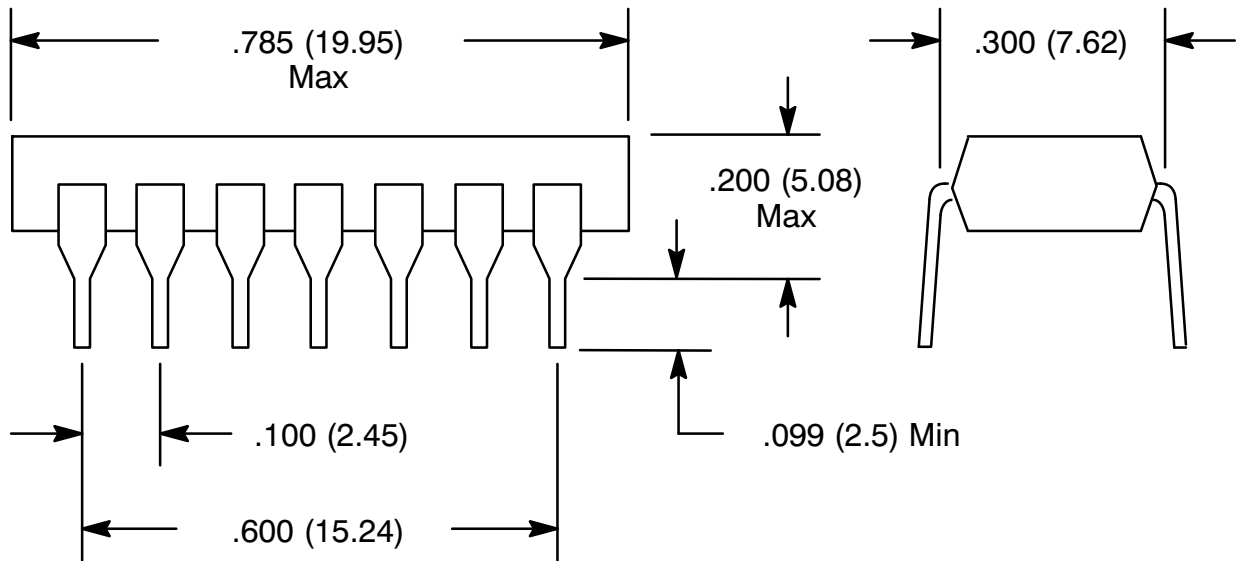 .785 (19.95)
Max
.300 (7.62)
.200 (5.08)
Max
.100 (2.45)
.099 (2.5) Min
.600 (15.24)